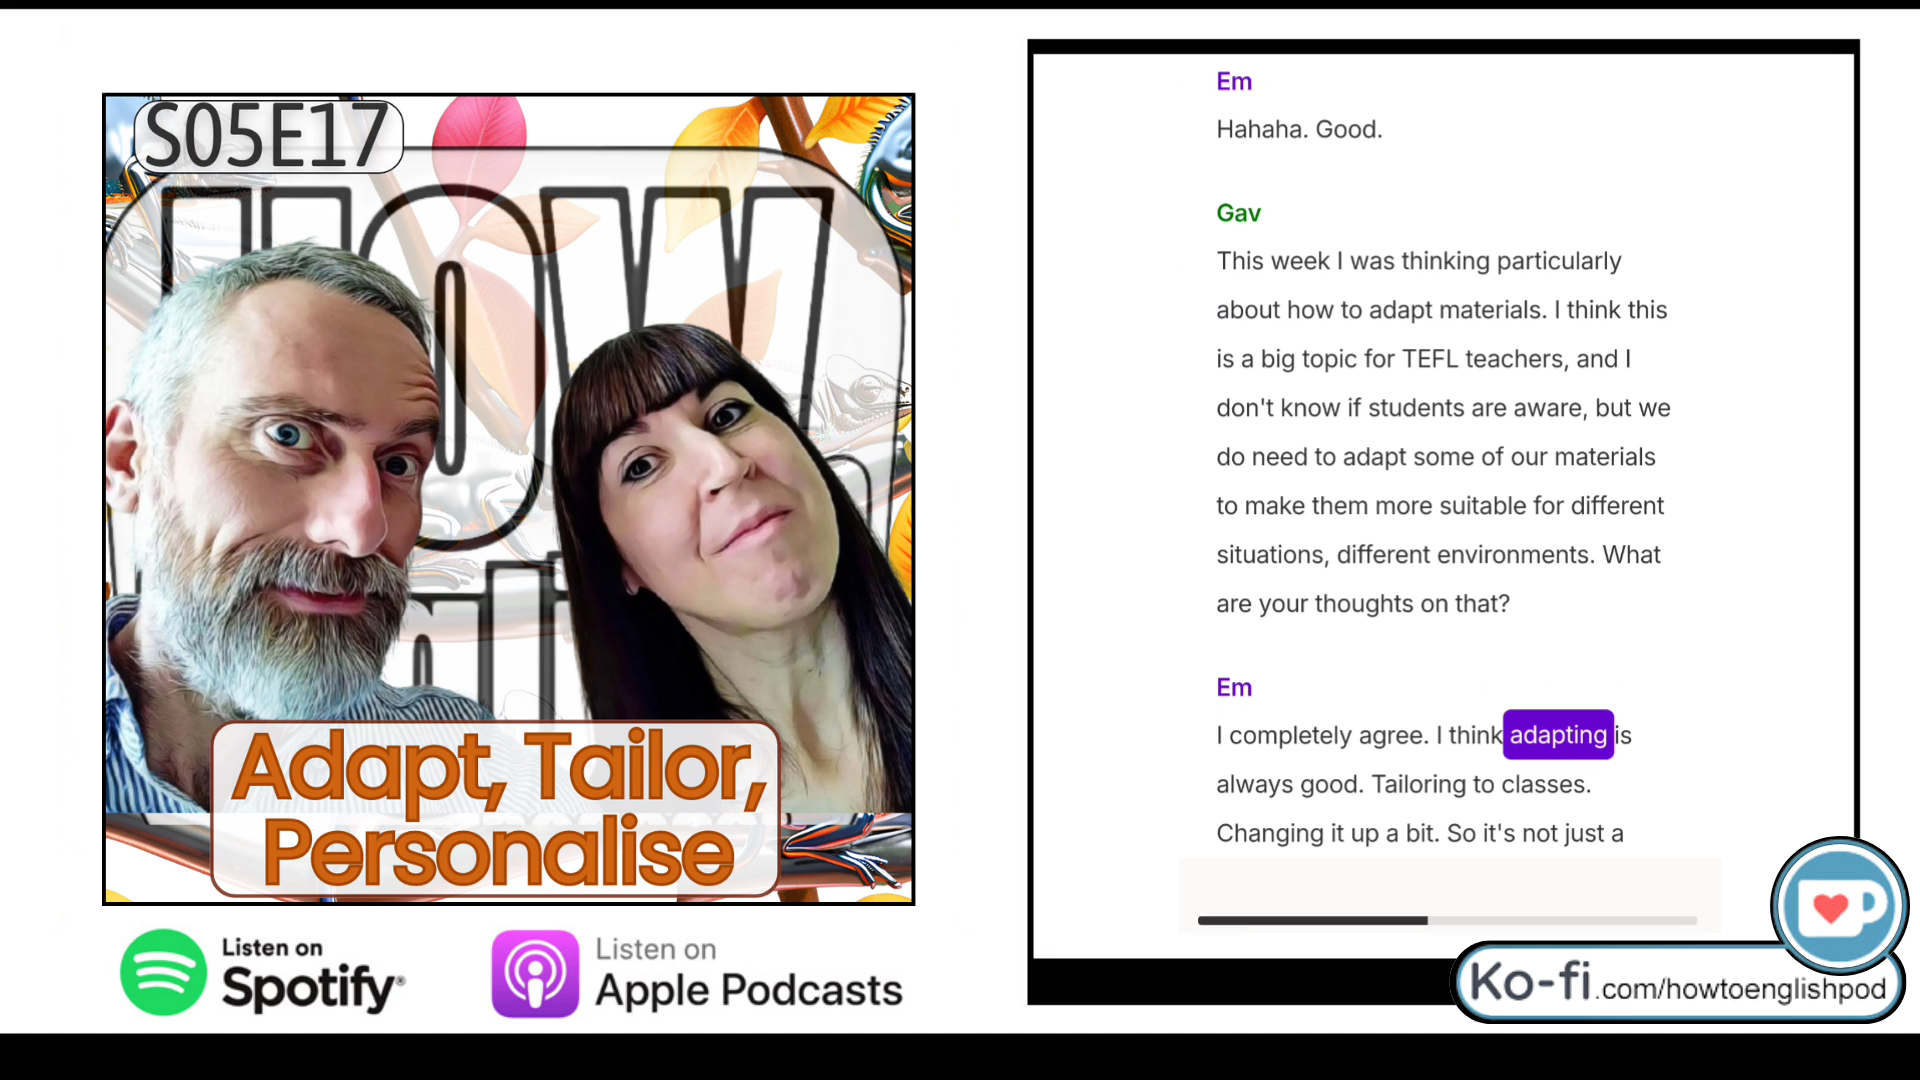 S05E17
HOW
Adapt, Tailor,
Personalise
Listen on
Spotify®
Listen on
Apple Podcasts
Em
Hahaha. Good.
Gav
This week I was thinking particularly
about how to adapt materials. I think this
is a big topic for TEFL teachers, and I
don't know if students are aware, but we
do need to adapt some of our materials
to make them more suitable for different
situations, different environments. What
are your thoughts on that?
Em
I completely agree. I think adapting is
always good. Tailoring to classes.
Changing it up a bit. So it's not just a
Ko-fi.com/howtoenglishpod